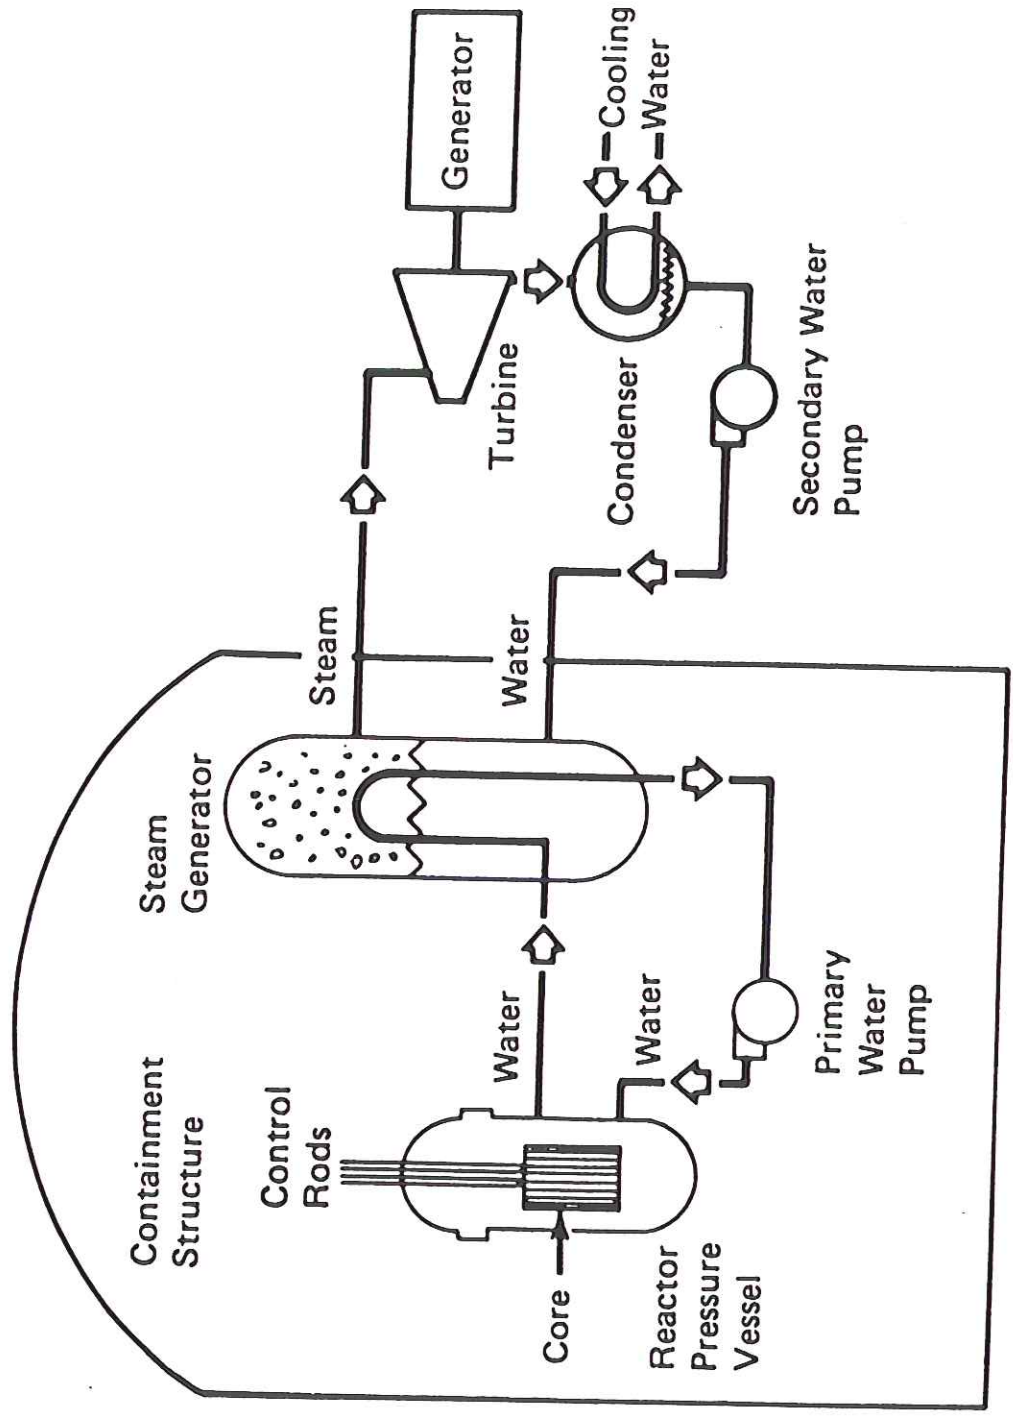 Containment
Structure
Steam
Generator
Control
Rods
Steam
Generator
Turbine
Cooling
Water
Core
Water
Water
Condenser
Reactor
Pressure
Vessel
Water
Primary
Water
Pump
Secondary Water
Pump